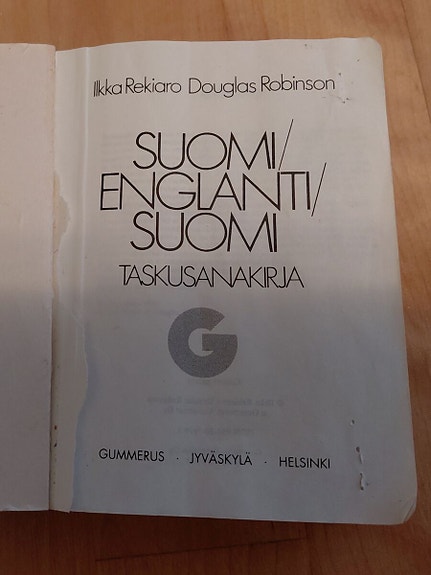 Ilkka Rekiaro Douglas Robinson
SUOMI/
ENGLANTI/
SUOMI
TASKUSANAKIRJA
G
GUMMERUS · JYVÄSKYLÄ · HELSINKI